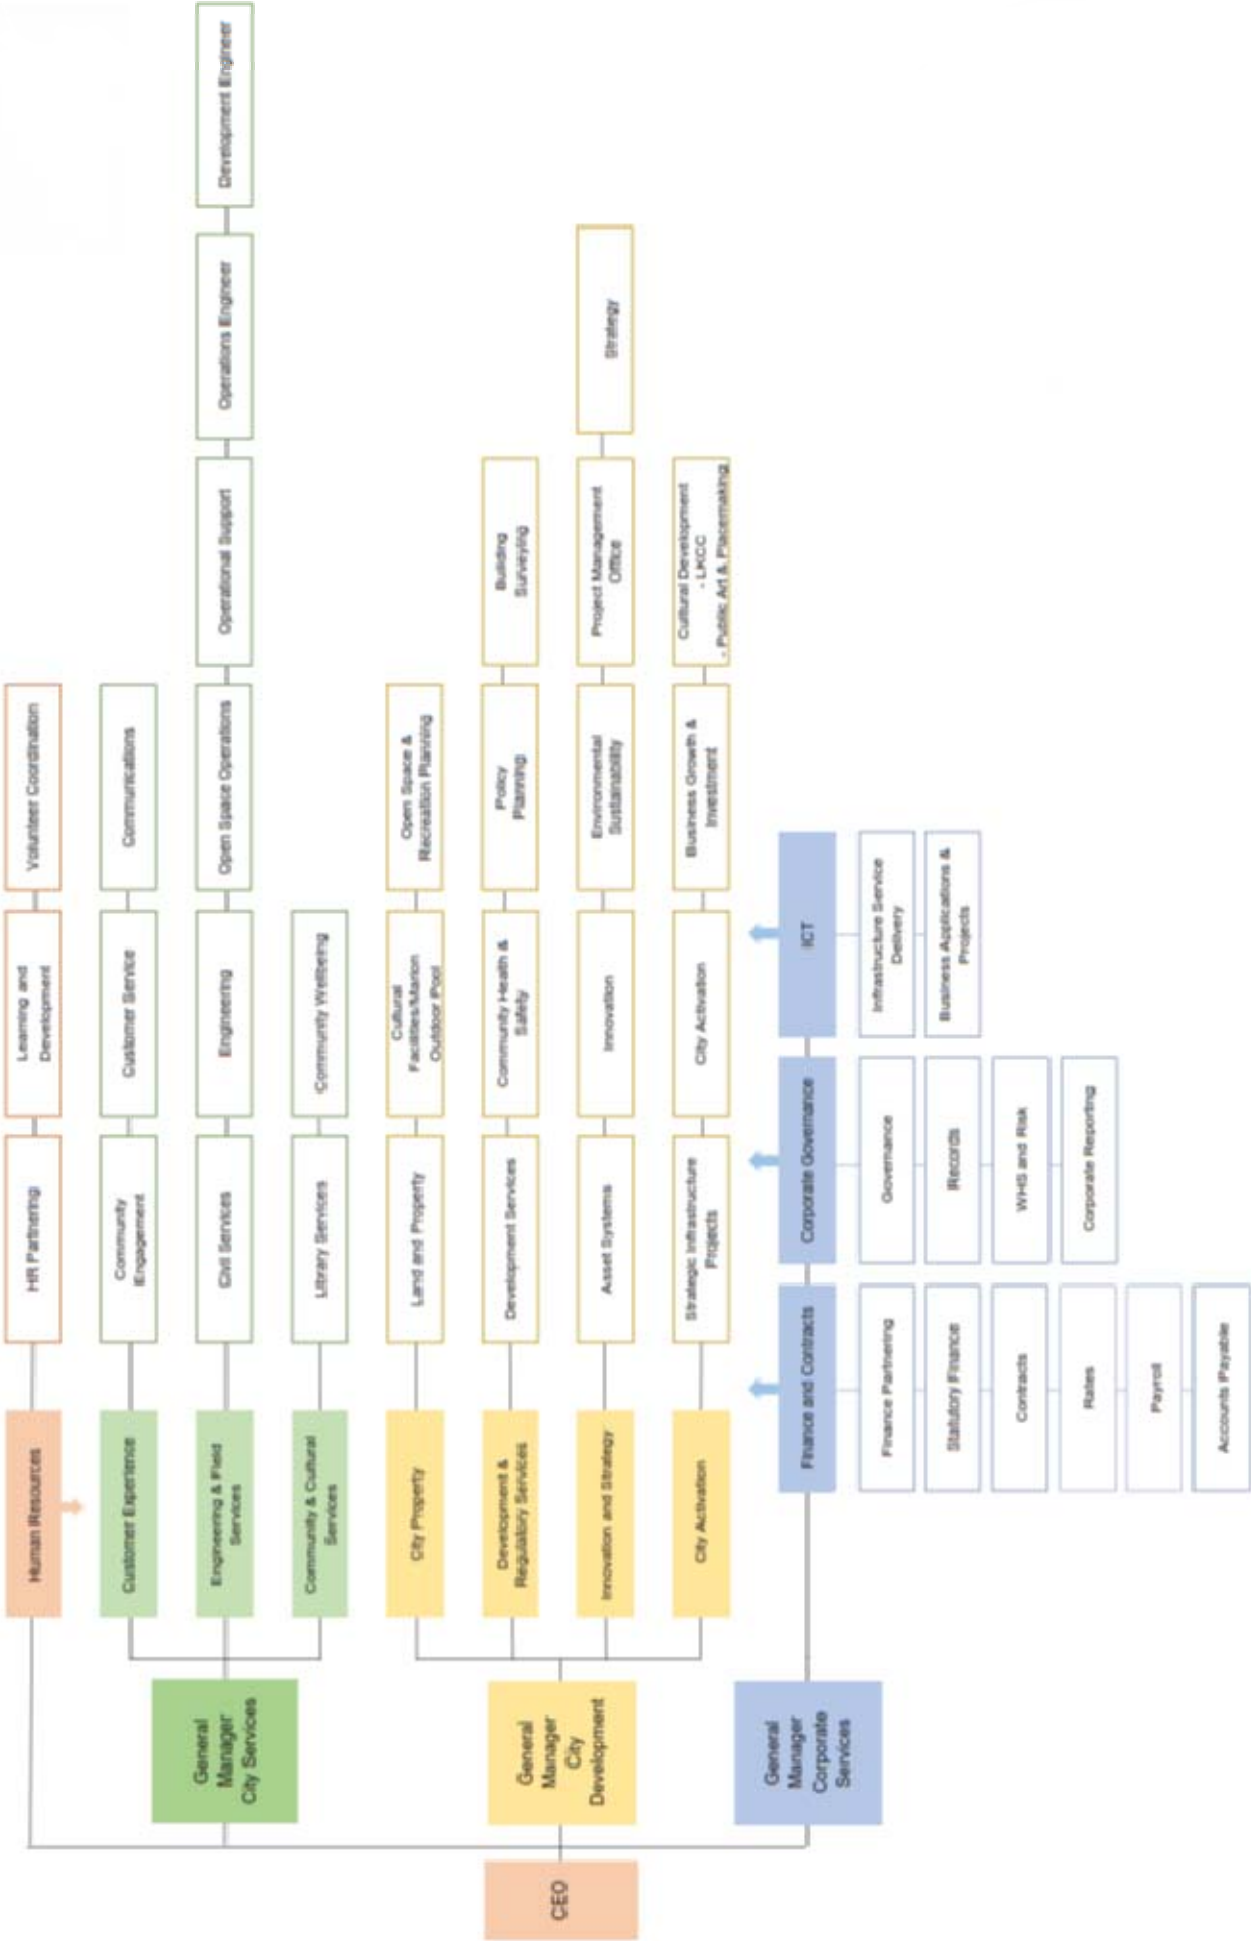 CEO
General
Manager
City Services
General
Manager
City
Development
General
Manager
Corporate
Services
Human Resources
HR Partnering
Learning and
Development
Volunteer Coordination
Customer Experience
Community
Engagement
Customer Service
Communications
Engineering & Field
Services
Civil Services
Engineering
Open Space Operations
Operational Support
Operations Engineer
Development Engineer
Community & Cultural
Services
Library Services
Community Wellbeing
City Property
Land and Property
Cultural
Facilities/Marion
Outdoor Pool
Open Space &
Recreation Planning
Development &
Regulatory Services
Development Services
Community Health &
Safety
Policy
Planning
Building
Surveying
Innovation and Strategy
Asset Systems
Innovation
Environmental
Sustainability
Project Management
Office
Strategy
City Activation
Strategic Infrastructure
Projects
City Activation
Business Growth &
Investment
Cultural Development
- LKCC
- Public Art & Placemaking
Finance and Contracts
Finance Partnering
Statutory Finance
Contracts
Rates
Payroll
Accounts Payable
Corporate Governance
Governance
Records
WHS and Risk
Corporate Reporting
ICT
Infrastructure Service
Delivery
Business Applications &
Projects